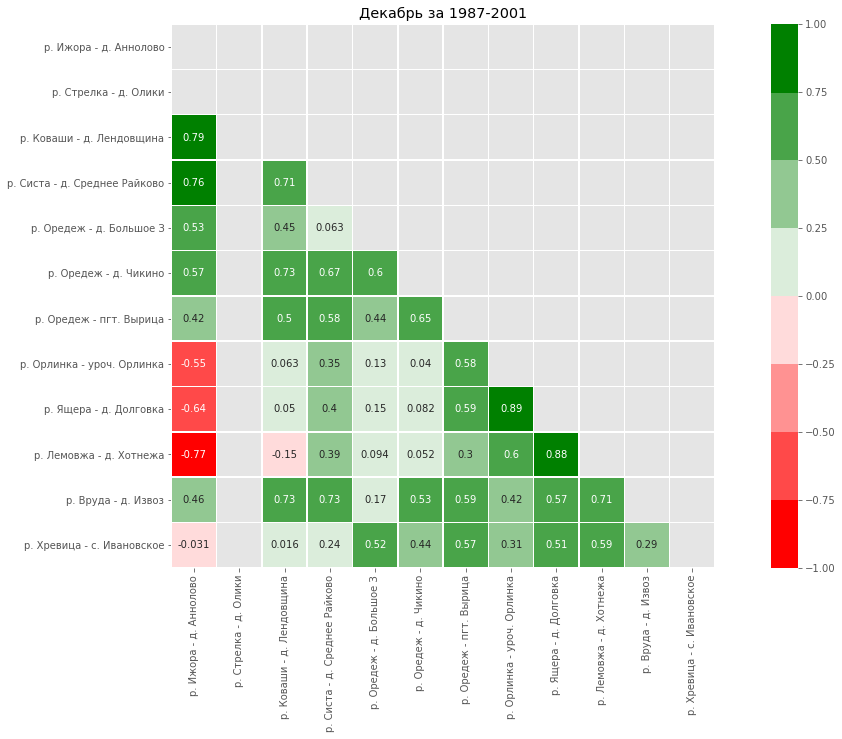 Декабрь за 1987-2001
р. Ижора - д. Аннолово
р. Стрелка - д. Олики
р. Коваши - д. Лендовщина
0.79
р. Систа - д. Среднее Райково
0.76 0.71
р. Оредеж - д. Большое З
0.53 0.45 0.063
р. Оредеж - д. Чикино
0.57 0.73 0.67 0.6
р. Оредеж - пгт. Вырица
0.42 0.5 0.58 0.44 0.65
р. Орлинка - уроч. Орлинка
-0.55 0.063 0.35 0.13 0.04 0.58
р. Ящера - д. Долговка
-0.64 0.05 0.4 0.15 0.082 0.59 0.89
р. Лемовжа - д. Хотнежа
-0.77 -0.15 0.39 0.094 0.052 0.3 0.6 0.88
р. Вруда - д. Извоз
0.46 0.73 0.73 0.17 0.53 0.59 0.42 0.57 0.71
р. Хревица - с. Ивановское
-0.031 0.016 0.24 0.52 0.44 0.57 0.31 0.51 0.59 0.29
р. Ижора - д. Аннолово
р. Стрелка - д. Олики
р. Коваши - д. Лендовщина
р. Систа - д. Среднее Райково
р. Оредеж - д. Большое З
р. Оредеж - д. Чикино
р. Оредеж - пгт. Вырица
р. Орлинка - уроч. Орлинка
р. Ящера - д. Долговка
р. Лемовжа - д. Хотнежа
р. Вруда - д. Извоз
р. Хревица - с. Ивановское
1.00
0.75
0.50
0.25
0.00
−0.25
−0.50
−0.75
−1.00